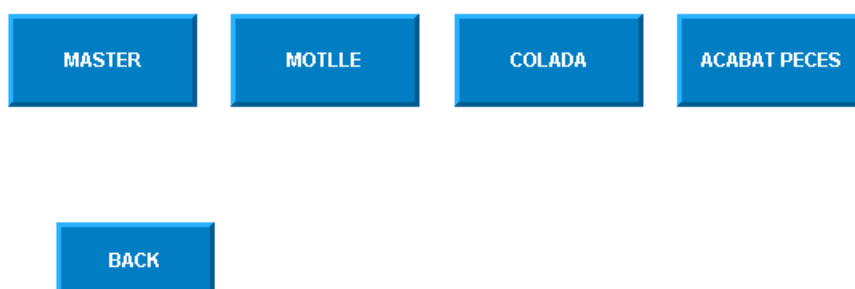 MASTER
MOTLLE
COLADA
ACABAT PECES
BACK